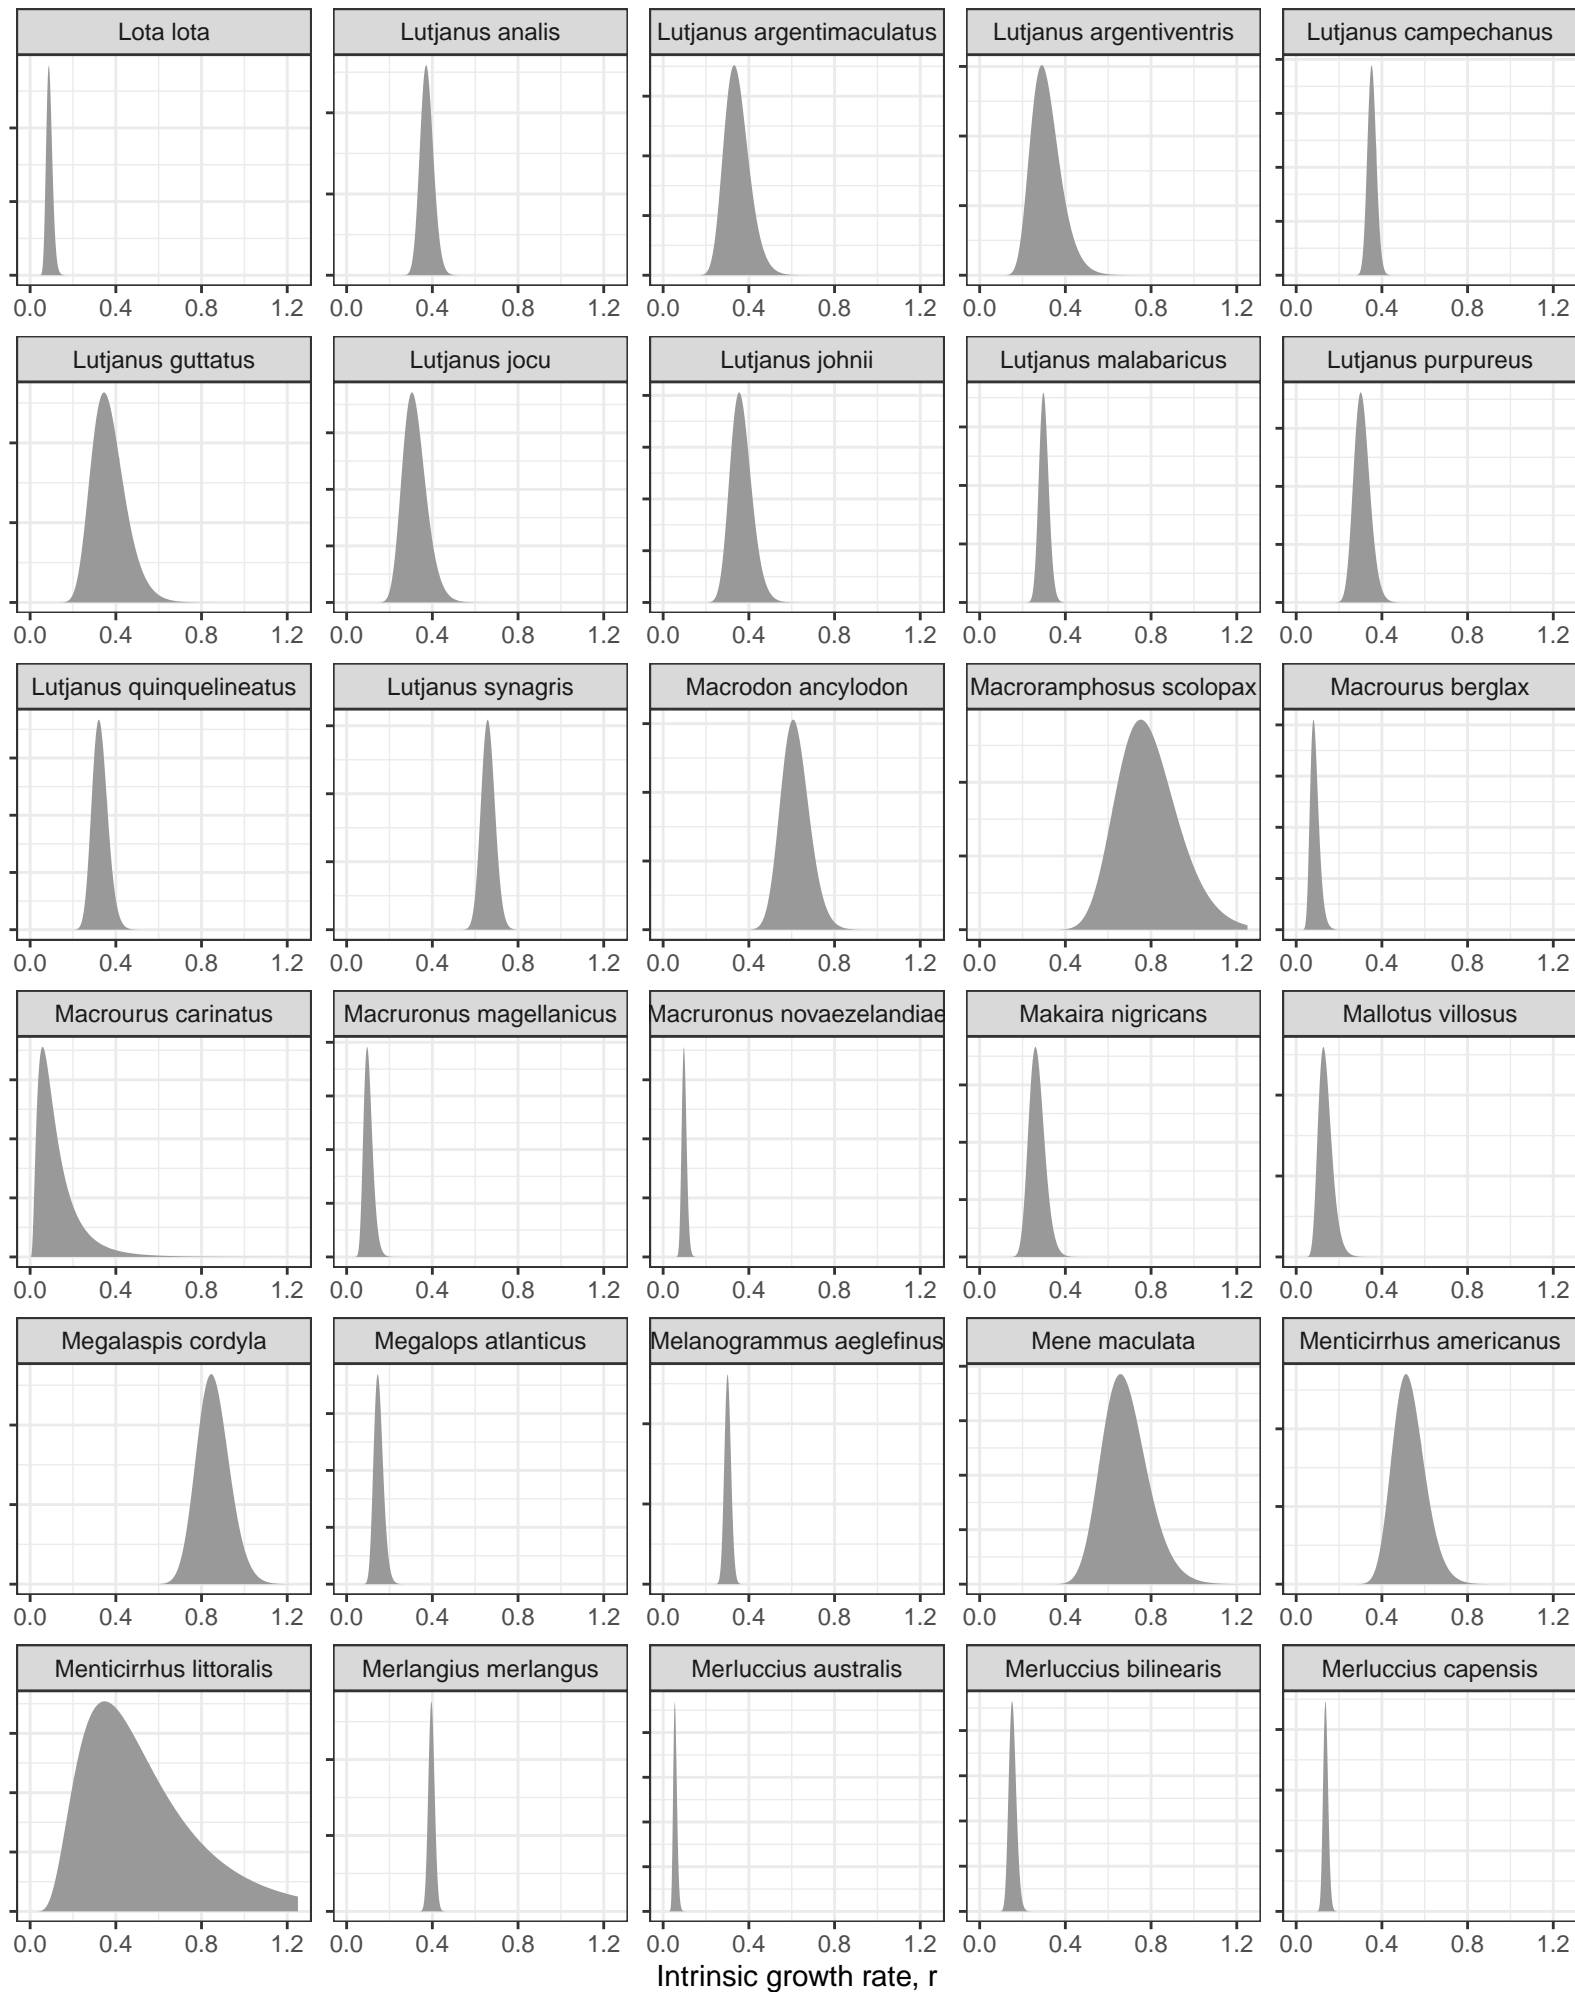 Lota lota Lutjanus analis Lutjanus argentimaculatus Lutjanus argentiventris Lutjanus campechanus
0.0 0.4 0.8 1.2 0.0 0.4 0.8 1.2 0.0 0.4 0.8 1.2 0.0 0.4 0.8 1.2 0.0 0.4 0.8 1.2
Lutjanus guttatus Lutjanus jocu Lutjanus johnii Lutjanus malabaricus Lutjanus purpureus
0.0 0.4 0.8 1.2 0.0 0.4 0.8 1.2 0.0 0.4 0.8 1.2 0.0 0.4 0.8 1.2 0.0 0.4 0.8 1.2
Lutjanus quinquelineatus Lutjanus synagris Macrodon ancylodon Macroramphosus scolopax Macrourus berglax
0.0 0.4 0.8 1.2 0.0 0.4 0.8 1.2 0.0 0.4 0.8 1.2 0.0 0.4 0.8 1.2 0.0 0.4 0.8 1.2
Macrourus carinatus Macruronus magellanicus Macruronus novaezelandiae Makaira nigricans Mallotus villosus
0.0 0.4 0.8 1.2 0.0 0.4 0.8 1.2 0.0 0.4 0.8 1.2 0.0 0.4 0.8 1.2 0.0 0.4 0.8 1.2
Megalaspis cordyla Megalops atlanticus Melanogrammus aeglefinus Mene maculata Menticirrhus americanus
0.0 0.4 0.8 1.2 0.0 0.4 0.8 1.2 0.0 0.4 0.8 1.2 0.0 0.4 0.8 1.2 0.0 0.4 0.8 1.2
Menticirrhus littoralis Merlangius merlangus Merluccius australis Merluccius bilinearis Merluccius capensis
0.0 0.4 0.8 1.2 0.0 0.4 0.8 1.2 0.0 0.4 0.8 1.2 0.0 0.4 0.8 1.2 0.0 0.4 0.8 1.2
Intrinsic growth rate, r